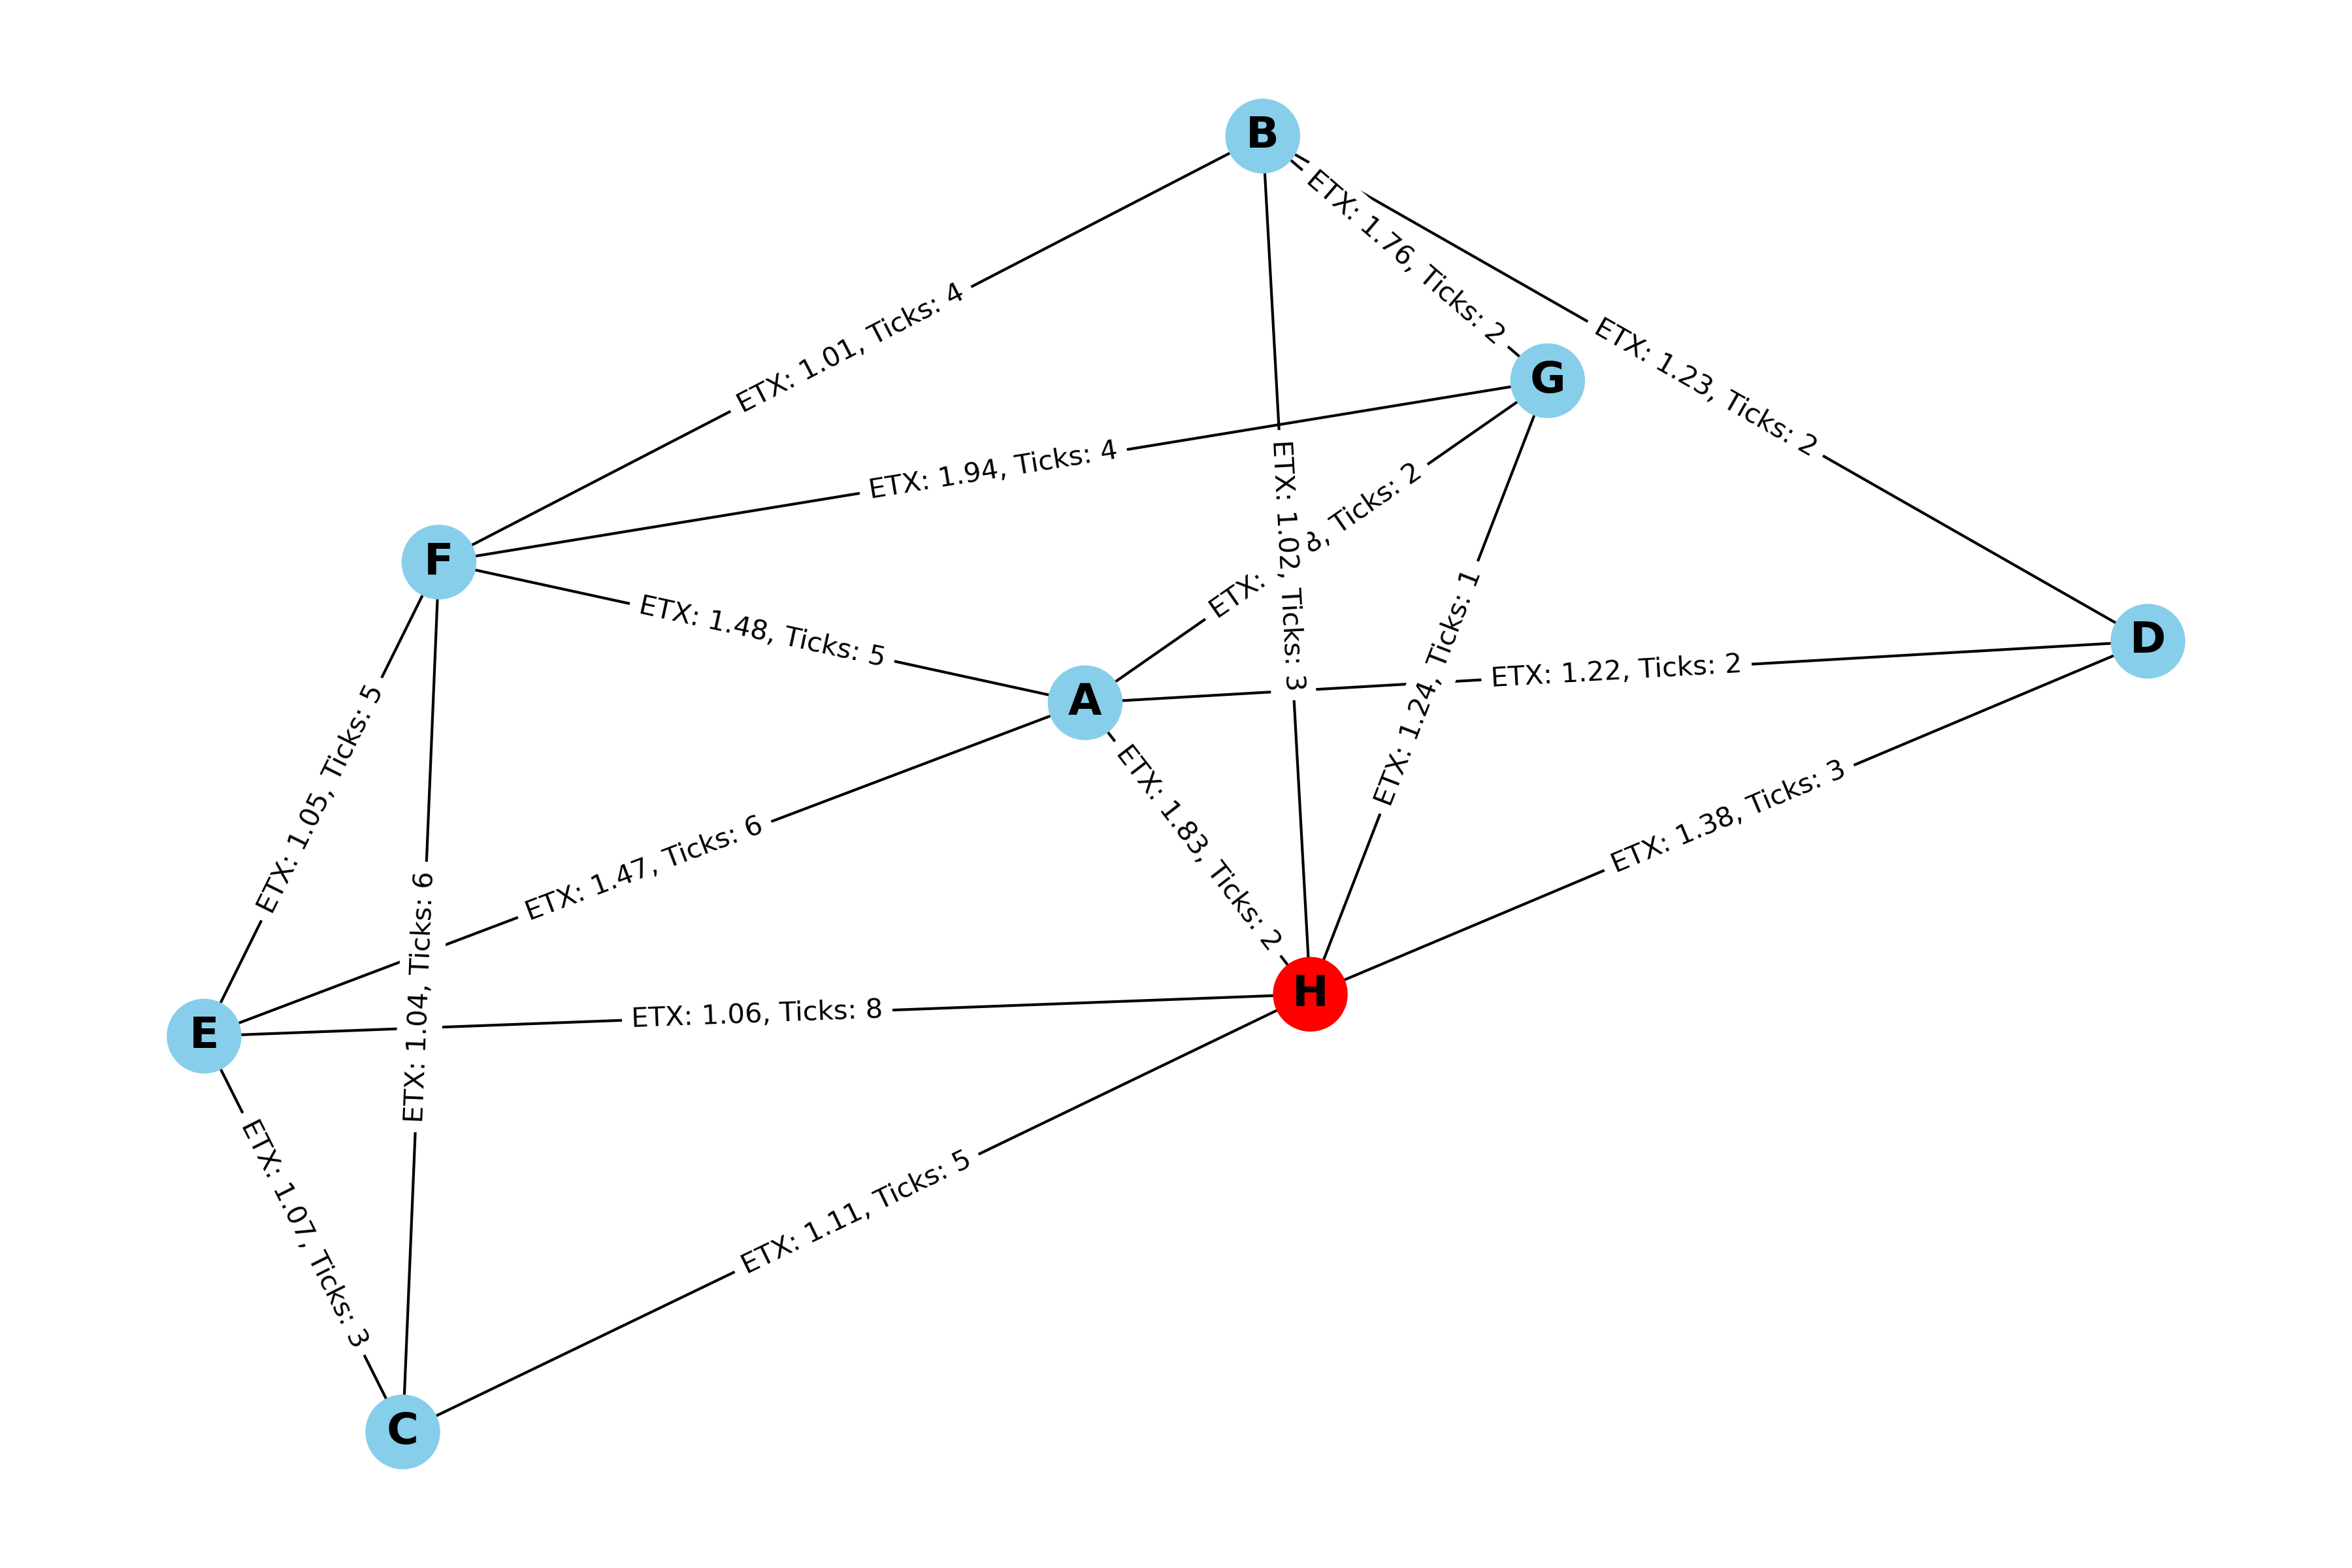 B
ETX: 1.76, Ticks: 2
ETX: 1.01, Ticks: 4
G
ETX: 1.23, Ticks: 2
ETX: 1.94, Ticks: 4
ETX: , Ticks: 2
ETX: 1.02, Ticks: 3
F
ETX: 1.48, Ticks: 5
D
ETX: 1.22, Ticks: 2
ETX: 1.24, Ticks: 1
A
ETX: 1.05, Ticks: 5
ETX: 1.38, Ticks: 3
ETX: 1.83, Ticks: 2
ETX: 1.47, Ticks: 6
H
ETX: 1.04, Ticks: 6
ETX: 1.06, Ticks: 8
E
ETX: 1.11, Ticks: 5
ETX: 1.07, Ticks: 3
C